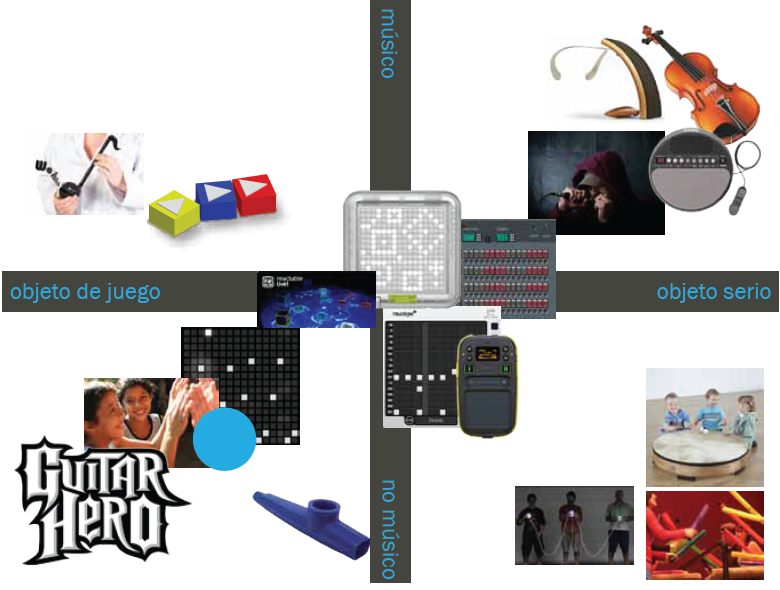 músico
objeto de juego
objeto serio
reactable
live!
GUITAR
HERO
no músico